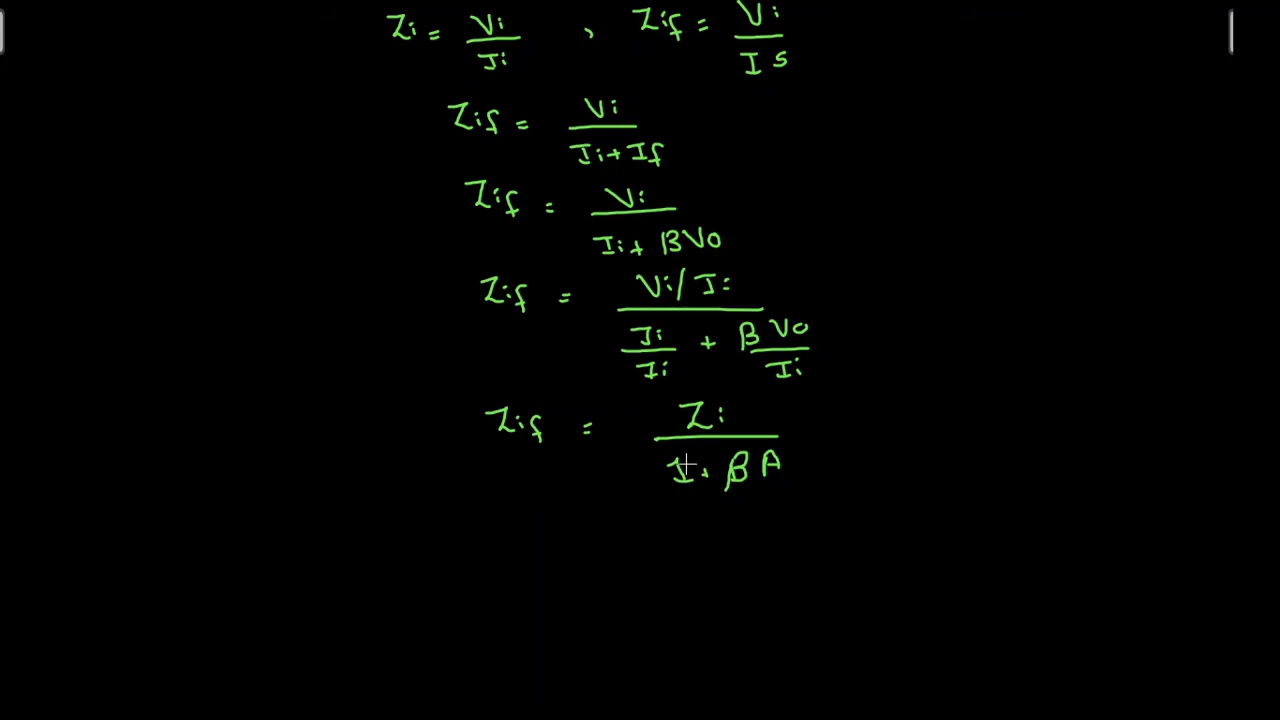 Zi = Vi / Ii , Zif = Vi / Is
Zif = Vi / Ii + If
Zif = Vi / Ii + βVo
Zif = Vi/Ii / Ii/Ii + β Vo/Ii
Zif = Zi / 1 + βA